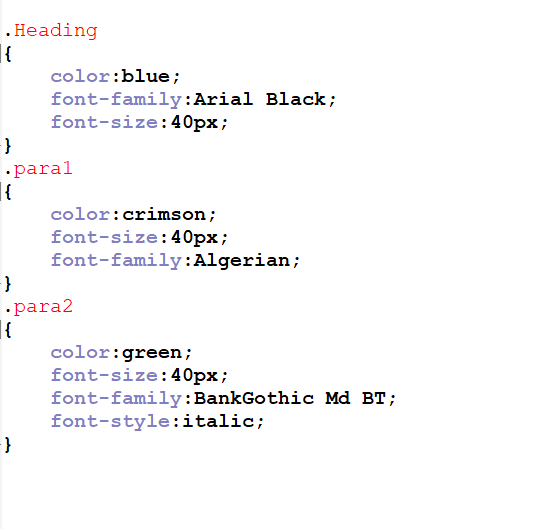 .Heading
{
    color:blue;
    font-family:Arial Black;
    font-size:40px;
}
.para1
{
    color:crimson;
    font-size:40px;
    font-family:Algerian;
}
.para2
{
    color:green;
    font-size:40px;
    font-family:BankGothic Md BT;
    font-style:italic;
}